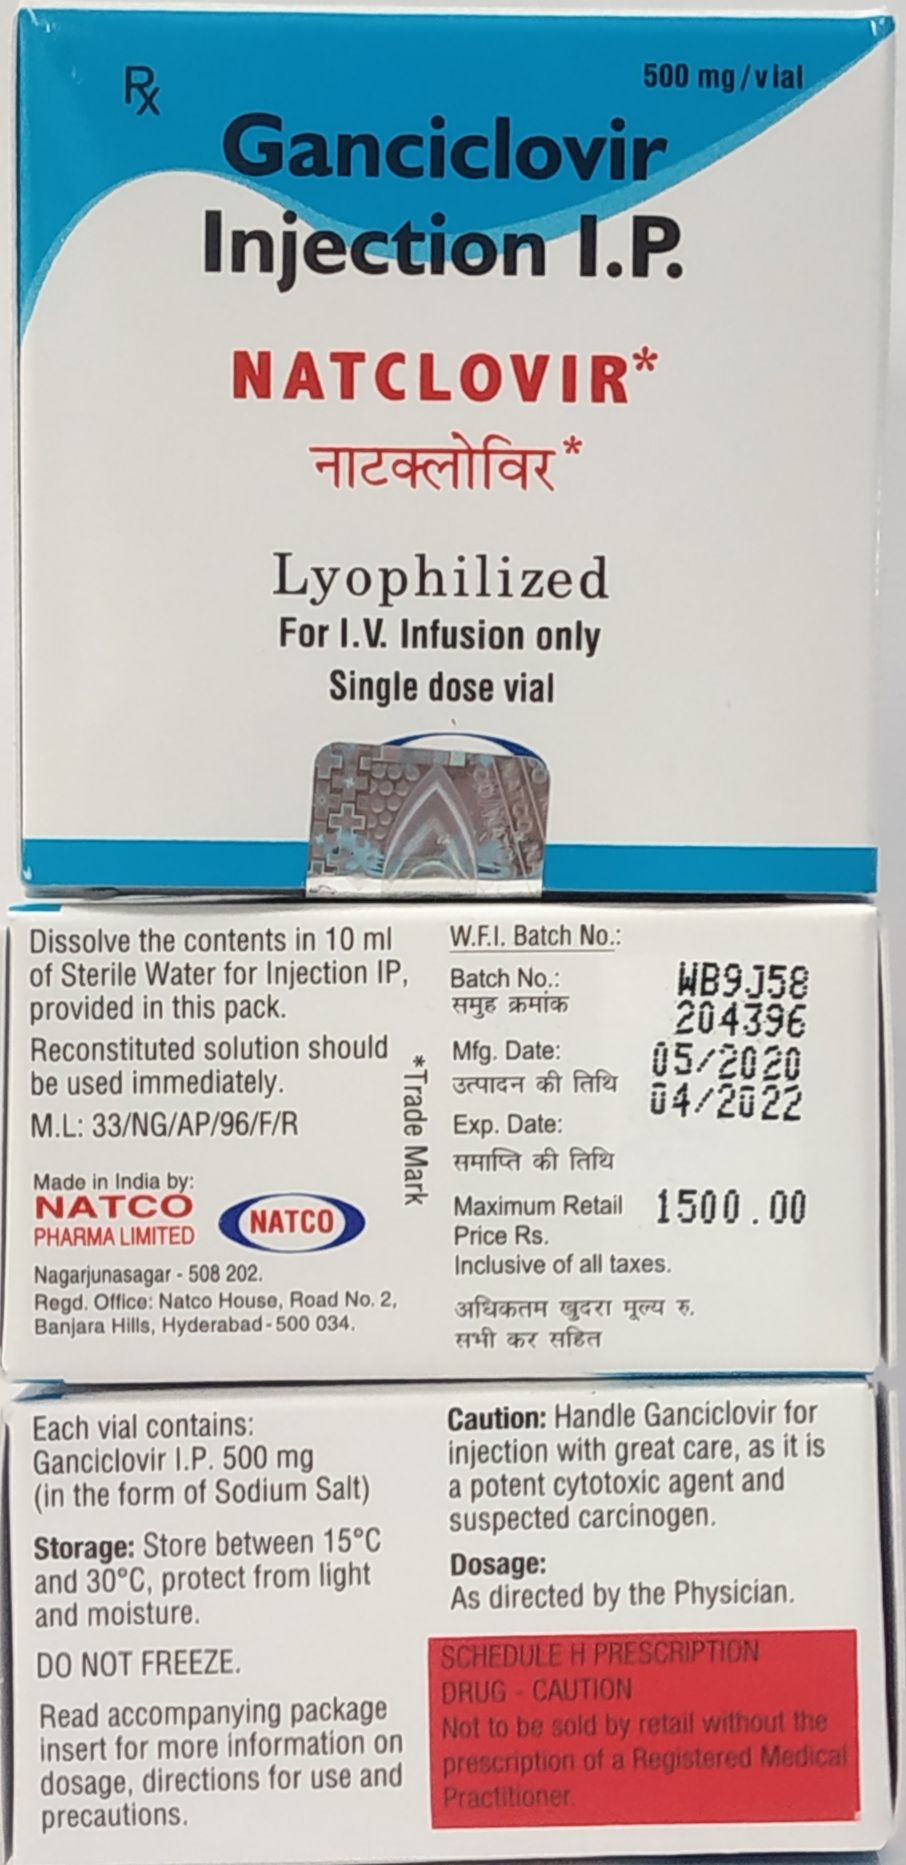 Rx
500 mg/vial
Ganciclovir
Injection I.P.
NATCLOVIR*
नाटक्लोविर*
Lyophilized
For I.V. Infusion only
Single dose vial
Dissolve the contents in 10 ml
of Sterile Water for Injection IP,
provided in this pack.
Reconstituted solution should
be used immediately.
M.L: 33/NG/AP/96/F/R
Made in India by:
NATCO
PHARMA LIMITED
NATCO
Nagarjunasagar - 508 202.
Regd. Office: Natco House, Road No. 2,
Banjara Hills, Hyderabad - 500 034.
*Trade Mark
W.F.I. Batch No.: WB9J58
Batch No.: 204396
समुह क्रमांक
Mfg. Date: 05/2020
उत्पादन की तिथि
Exp. Date: 04/2022
समाप्ति की तिथि
Maximum Retail 1500.00
Price Rs.
Inclusive of all taxes.
अधिकतम खुदरा मूल्य रु.
सभी कर सहित
Each vial contains:
Ganciclovir I.P. 500 mg
(in the form of Sodium Salt)
Storage: Store between 15°C
and 30°C, protect from light
and moisture.
DO NOT FREEZE.
Read accompanying package
insert for more information on
dosage, directions for use and
precautions.
Caution: Handle Ganciclovir for
injection with great care, as it is
a potent cytotoxic agent and
suspected carcinogen.
Dosage:
As directed by the Physician.
SCHEDULE H PRESCRIPTION
DRUG - CAUTION
Not to be sold by retail without the
prescription of a Registered Medical
Practitioner.